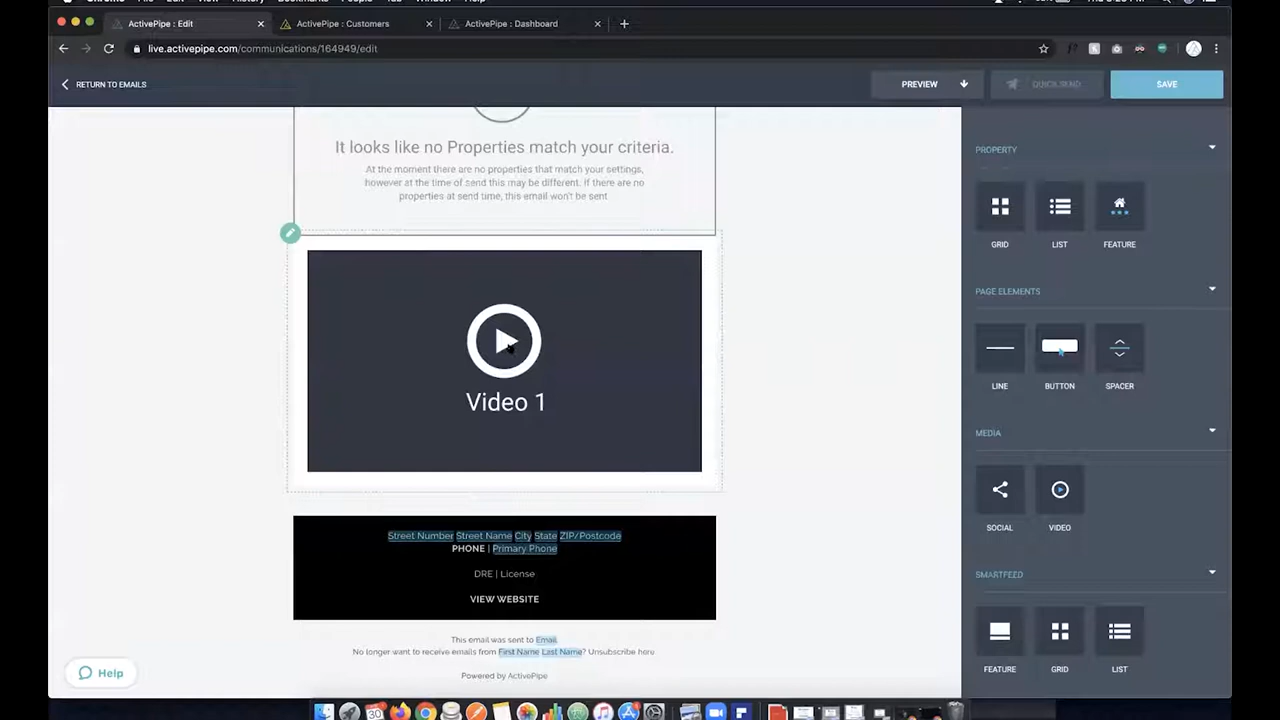 ActivePipe : Edit
ActivePipe : Customers
ActivePipe : Dashboard
live.activepipe.com/communications/164949/edit
RETURN TO EMAILS
PREVIEW
QUICK SEND
SAVE
It looks like no Properties match your criteria.
At the moment there are no properties that match your settings,
however at the time of send this may be different. If there are no
properties at send time, this email won't be sent
Video 1
Street Number Street Name City State ZIP/Postcode
PHONE | Primary Phone
DRE | License
VIEW WEBSITE
This email was sent to Email.
No longer want to receive emails from First Name Last Name? Unsubscribe here.
Powered by ActivePipe
Help
PROPERTY
GRID LIST FEATURE
PAGE ELEMENTS
LINE BUTTON SPACER
MEDIA
SOCIAL VIDEO
SMARTFEED
FEATURE GRID LIST
30